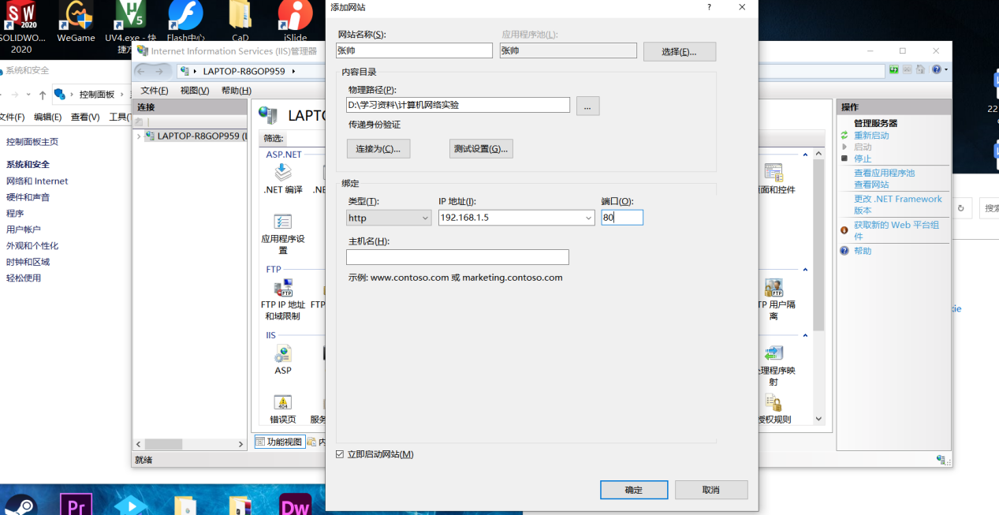 SOLIDWO...
2020
WeGame
UV4.exe - 快
捷方
Flash中心
CaD
iSlide
系统和安全
控制面板
文件(F) 编辑(E) 查看(V) 工具(T
控制面板主页
系统和安全
网络和 Internet
硬件和声音
程序
用户帐户
外观和个性化
时钟和区域
轻松使用
Internet Information Services (IIS)管理器
LAPTOP-R8GOP959
文件(F) 视图(V) 帮助(H)
连接
LAPTOP-R8GOP959 (L
LAPTO
筛选:
ASP.NET
.NET 编译 .NE
应用程序设
置
FTP
FTP IP 地址 FTP
和域限制
IIS
ASP
错误页 服务
功能视图 内
就绪
添加网站
?
网站名称(S):
应用程序池(L):
张帅
张帅
选择(E)...
内容目录
物理路径(P):
D:\学习资料\计算机网络实验
...
传递身份验证
连接为(C)...
测试设置(G)...
绑定
类型(T): IP 地址(I): 端口(O):
http 192.168.1.5 80
主机名(H):
示例: www.contoso.com 或 marketing.contoso.com
立即启动网站(M)
确定 取消
页面和控件
TP 用户隔
离
处理程序映
射
授权规则
操作
管理服务器
重新启动
启动
停止
查看应用程序池
查看网站
更改 .NET Framework
版本
获取新的 Web 平台组
件
帮助
22
搜索
kie
Pr
Dw